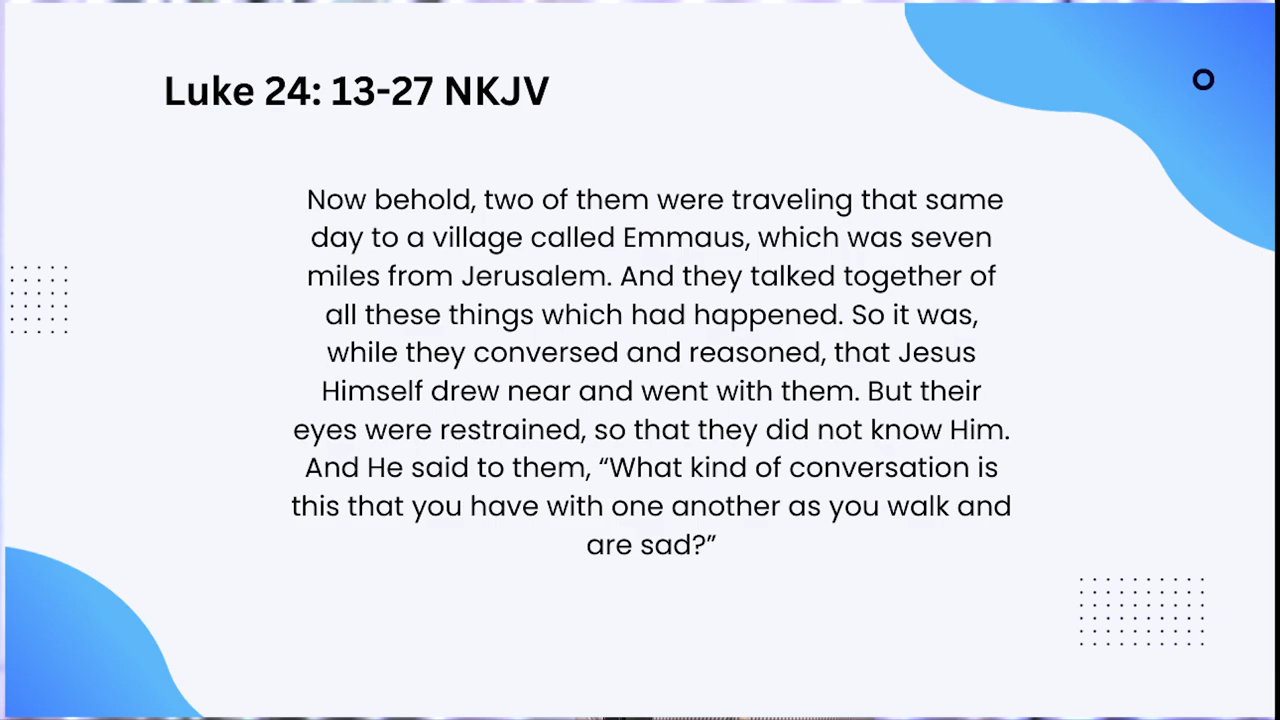 Luke 24: 13-27 NKJV
Now behold, two of them were traveling that same
day to a village called Emmaus, which was seven
miles from Jerusalem. And they talked together of
all these things which had happened. So it was,
while they conversed and reasoned, that Jesus
Himself drew near and went with them. But their
eyes were restrained, so that they did not know Him.
And He said to them, “What kind of conversation is
this that you have with one another as you walk and
are sad?”